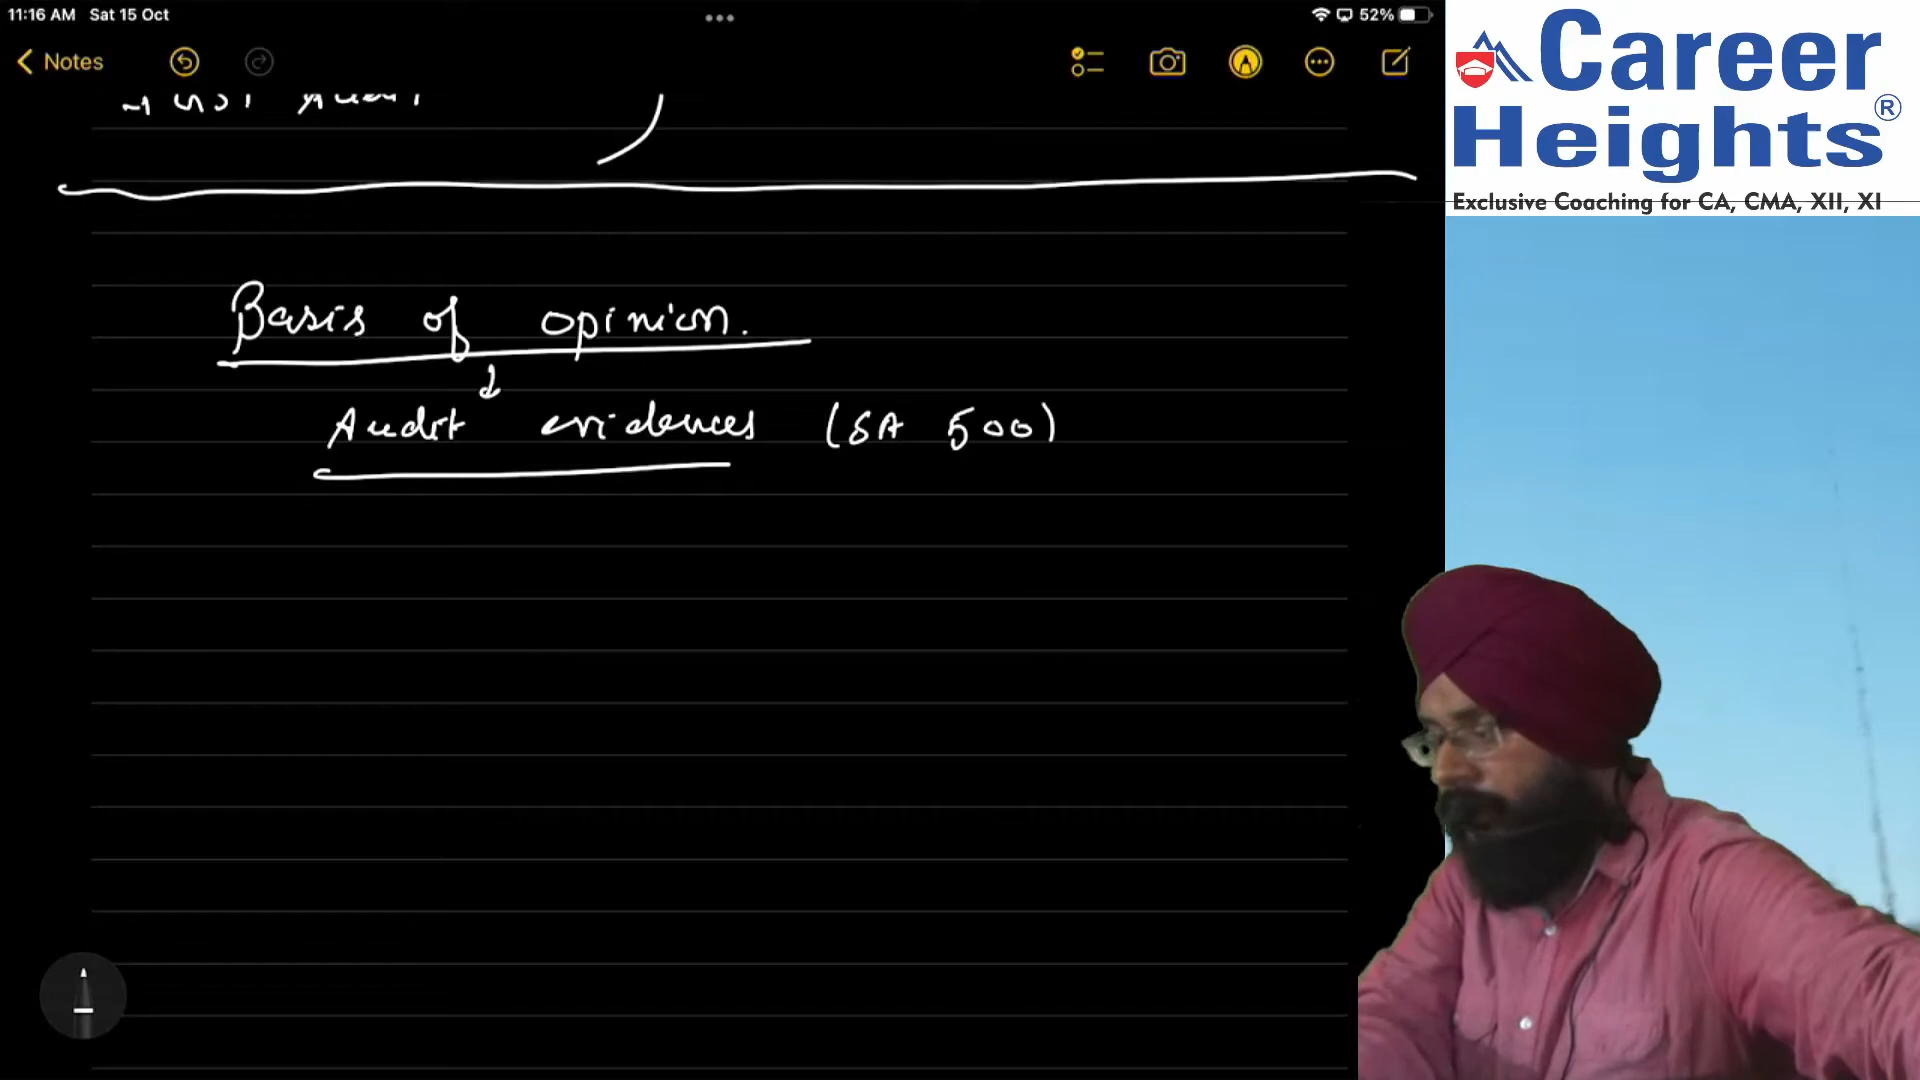 11:16 AM Sat 15 Oct
52%
Notes
Audit
Basis of opinion.
Audit evidences (SA 500)
Career
Heights®
Exclusive Coaching for CA, CMA, XII, XI